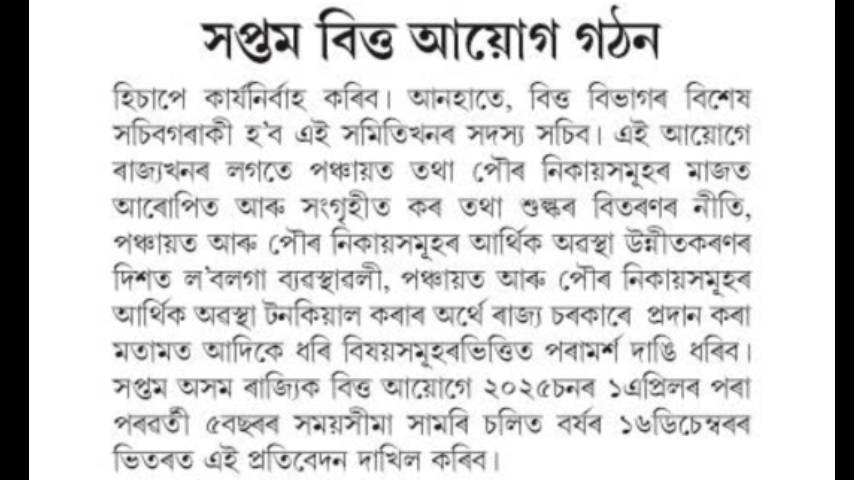 সপ্তম বিত্ত আয়োগ গঠন
হিচাপে কাৰ্যনিৰ্বাহ কৰিব। আনহাতে, বিত্ত বিভাগৰ বিশেষ
সচিবগৰাকী হ'ব এই সমিতিখনৰ সদস্য সচিব। এই আয়োগে
ৰাজ্যখনৰ লগতে পঞ্চায়ত তথা পৌৰ নিকায়সমূহৰ মাজত
আৰোপিত আৰু সংগৃহীত কৰ তথা শুল্কৰ বিতৰণৰ নীতি,
পঞ্চায়ত আৰু পৌৰ নিকায়সমূহৰ আৰ্থিক অৱস্থা উন্নীতকৰণৰ
দিশত ল'বলগা ব্যৱস্থাৱলী, পঞ্চায়ত আৰু পৌৰ নিকায়সমূহৰ
আৰ্থিক অৱস্থা টনকিয়াল কৰাৰ অৰ্থে ৰাজ্য চৰকাৰে প্ৰদান কৰা
মতামত আদিকে ধৰি বিষয়সমূহৰভিত্তিত পৰামৰ্শ দাঙি ধৰিব।
সপ্তম অসম ৰাজ্যিক বিত্ত আয়োগে ২০২৫চনৰ ১এপ্ৰিলৰ পৰা
পৰৱৰ্তী ৫বছৰৰ সময়সীমা সামৰি চলিত বৰ্ষৰ ১৬ডিচেম্বৰৰ
ভিতৰত এই প্ৰতিবেদন দাখিল কৰিব।